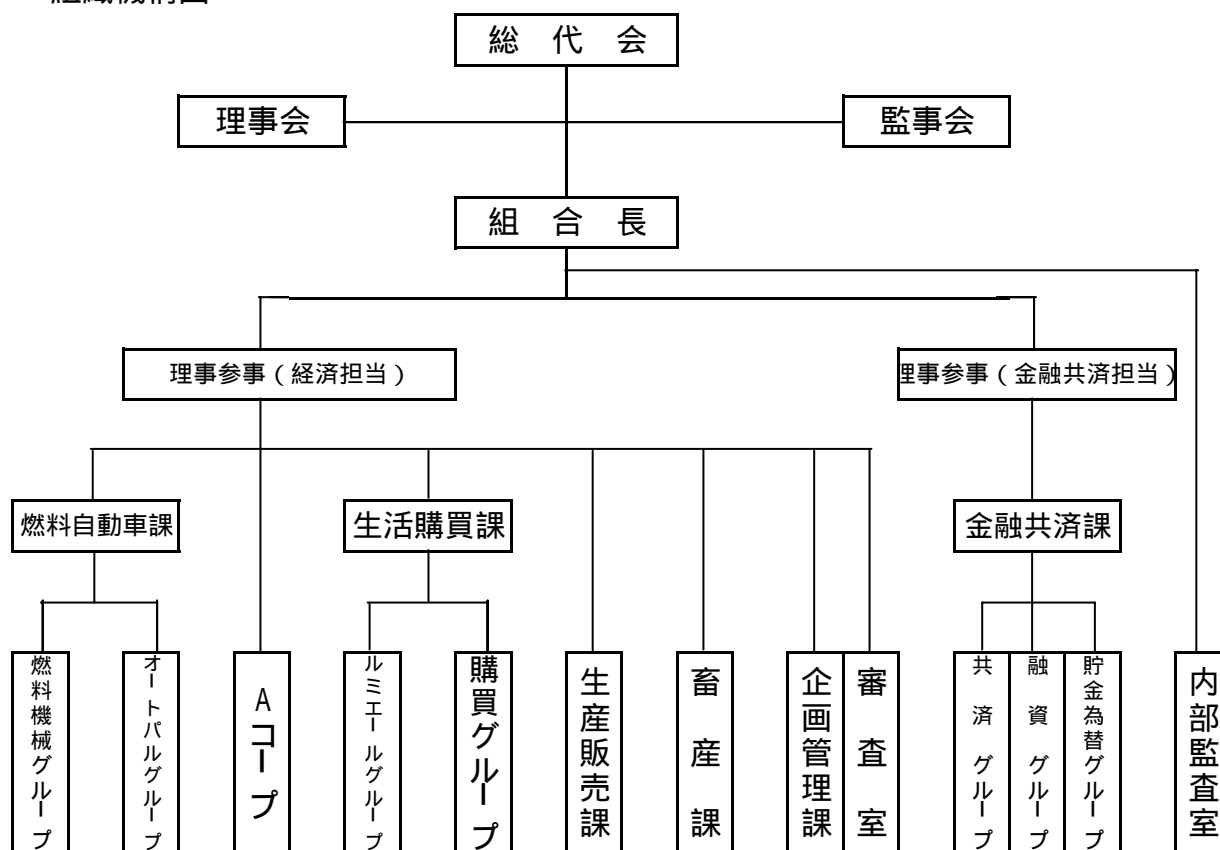 総 代 会
理事会
監事会
組 合 長
理事参事(経済担当)
理事参事(金融共済担当)
燃料自動車課
生活購買課
金融共済課
燃料機械グループ
オートパルグループ
Aコープ
ルミエールグループ
購買グループ
生産販売課
畜産課
企画管理課
審査室
共済グループ
融資グループ
貯金為替グループ
内部監査室